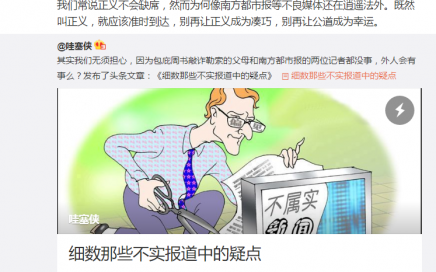 我们常说正义不会缺席，然而为何像南方都市报等不良媒体还在逍遥法外。既然
叫正义，就应该准时到达，别再让正义成为凑巧，别再让公道成为幸运。
@哇塞侠
其实我们无须担心，因为包庇周书敲诈勒索的父母和南方都市报的两位记者都没事，外人会有
事么？发布了头条文章：《细数那些不实报道中的疑点》 细数那些不实报道中的疑点
不属实
新闻
哇塞侠
细数那些不实报道中的疑点